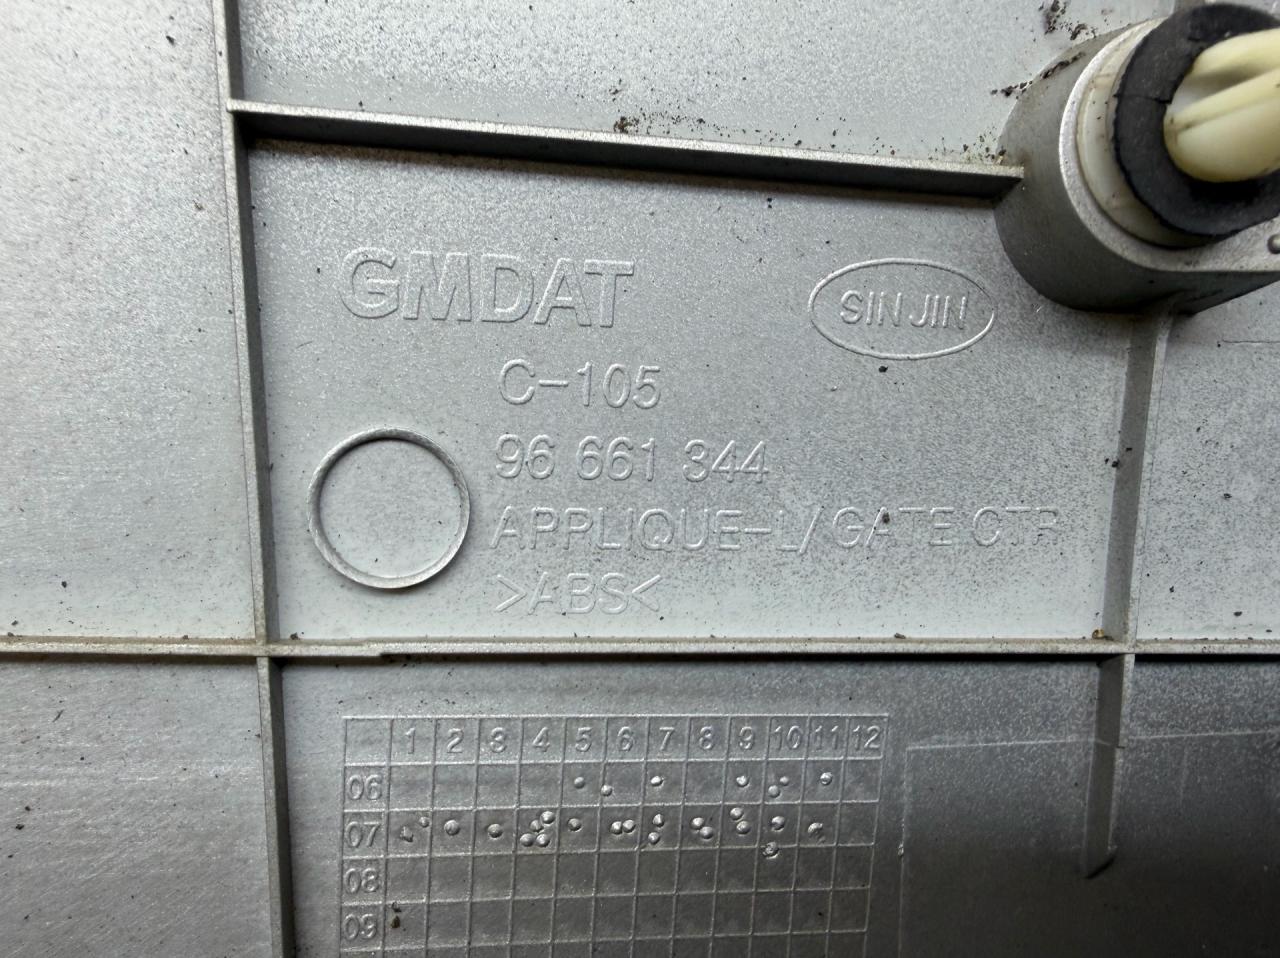 GMDAT
SIN JIN
C-105
96 661 344
APPLIQUE-L/GATE CTR
>ABS<
1 2 3 4 5 6 7 8 9 10 11 12
06
07
08
09